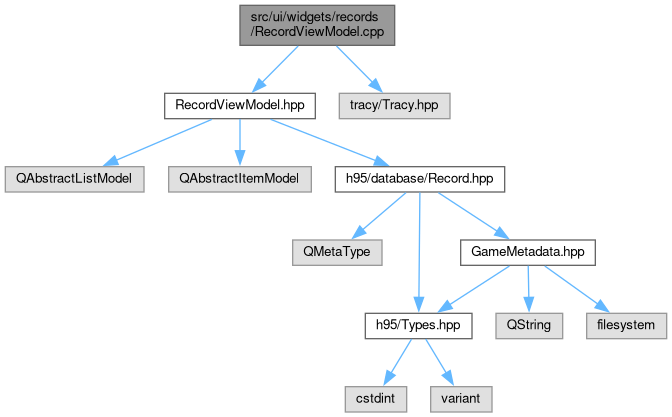 src/ui/widgets/records
/RecordViewModel.cpp
RecordViewModel.hpp
tracy/Tracy.hpp
QAbstractListModel
QAbstractItemModel
h95/database/Record.hpp
QMetaType
GameMetadata.hpp
h95/Types.hpp
QString
filesystem
cstdint
variant